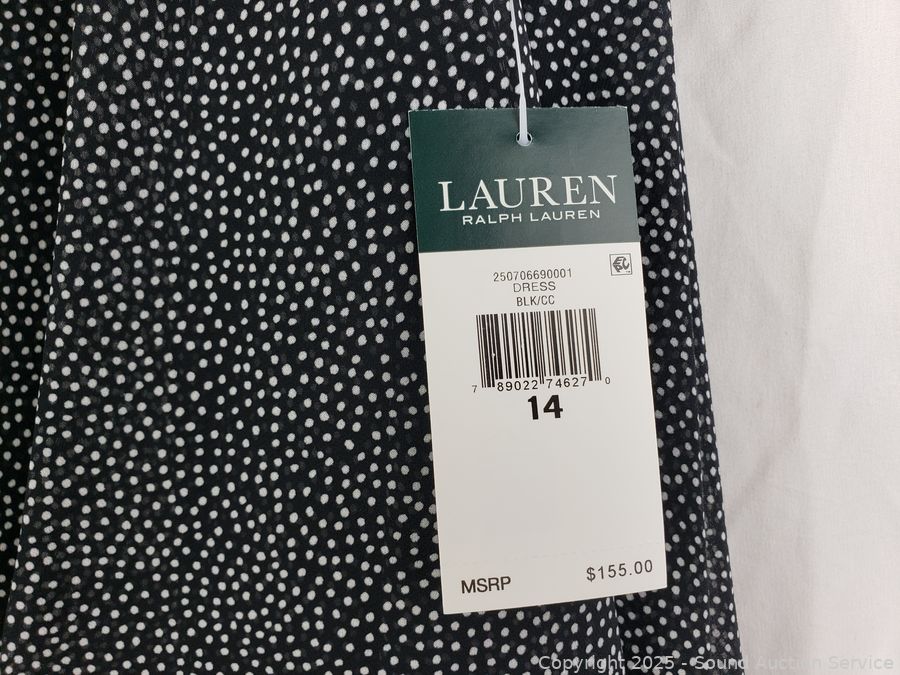 LAUREN
RALPH LAUREN
250706690001
DRESS
BLK/CC
7 89022 74627 0
14
MSRP $155.00
Copyright 2025 - Sound Auction Service